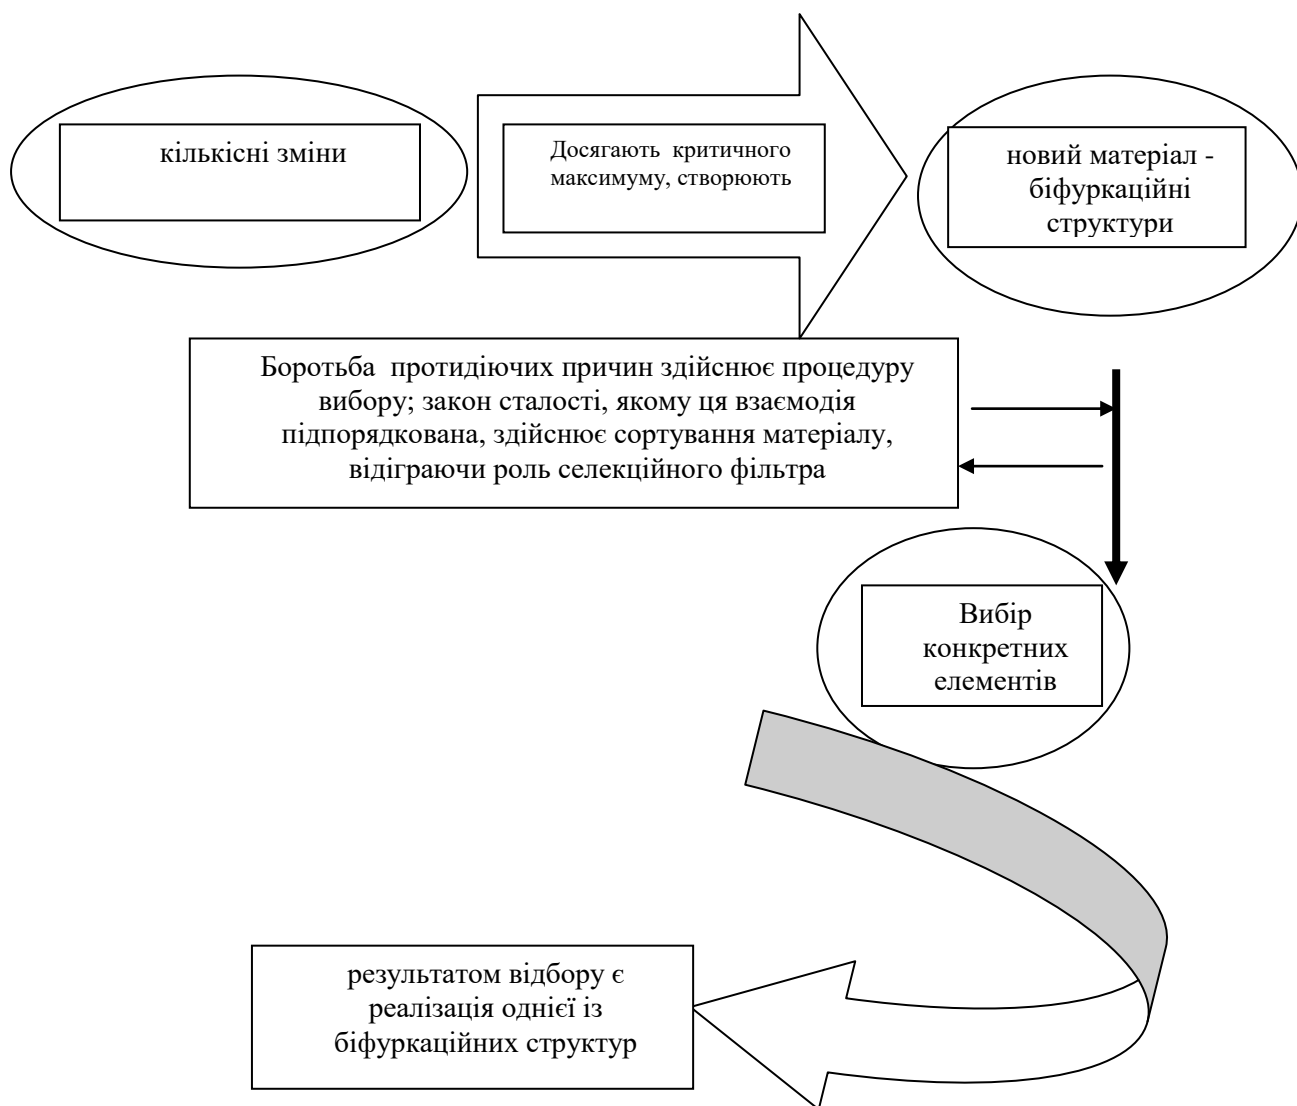 кількісні зміни
Досягають критичного
максимуму, створюють
новий матеріал -
біфуркаційні
структури
Боротьба протидіючих причин здійснює процедуру
вибору; закон сталості, якому ця взаємодія
підпорядкована, здійснює сортування матеріалу,
відіграючи роль селекційного фільтра
Вибір
конкретних
елементів
результатом відбору є
реалізація однієї із
біфуркаційних структур